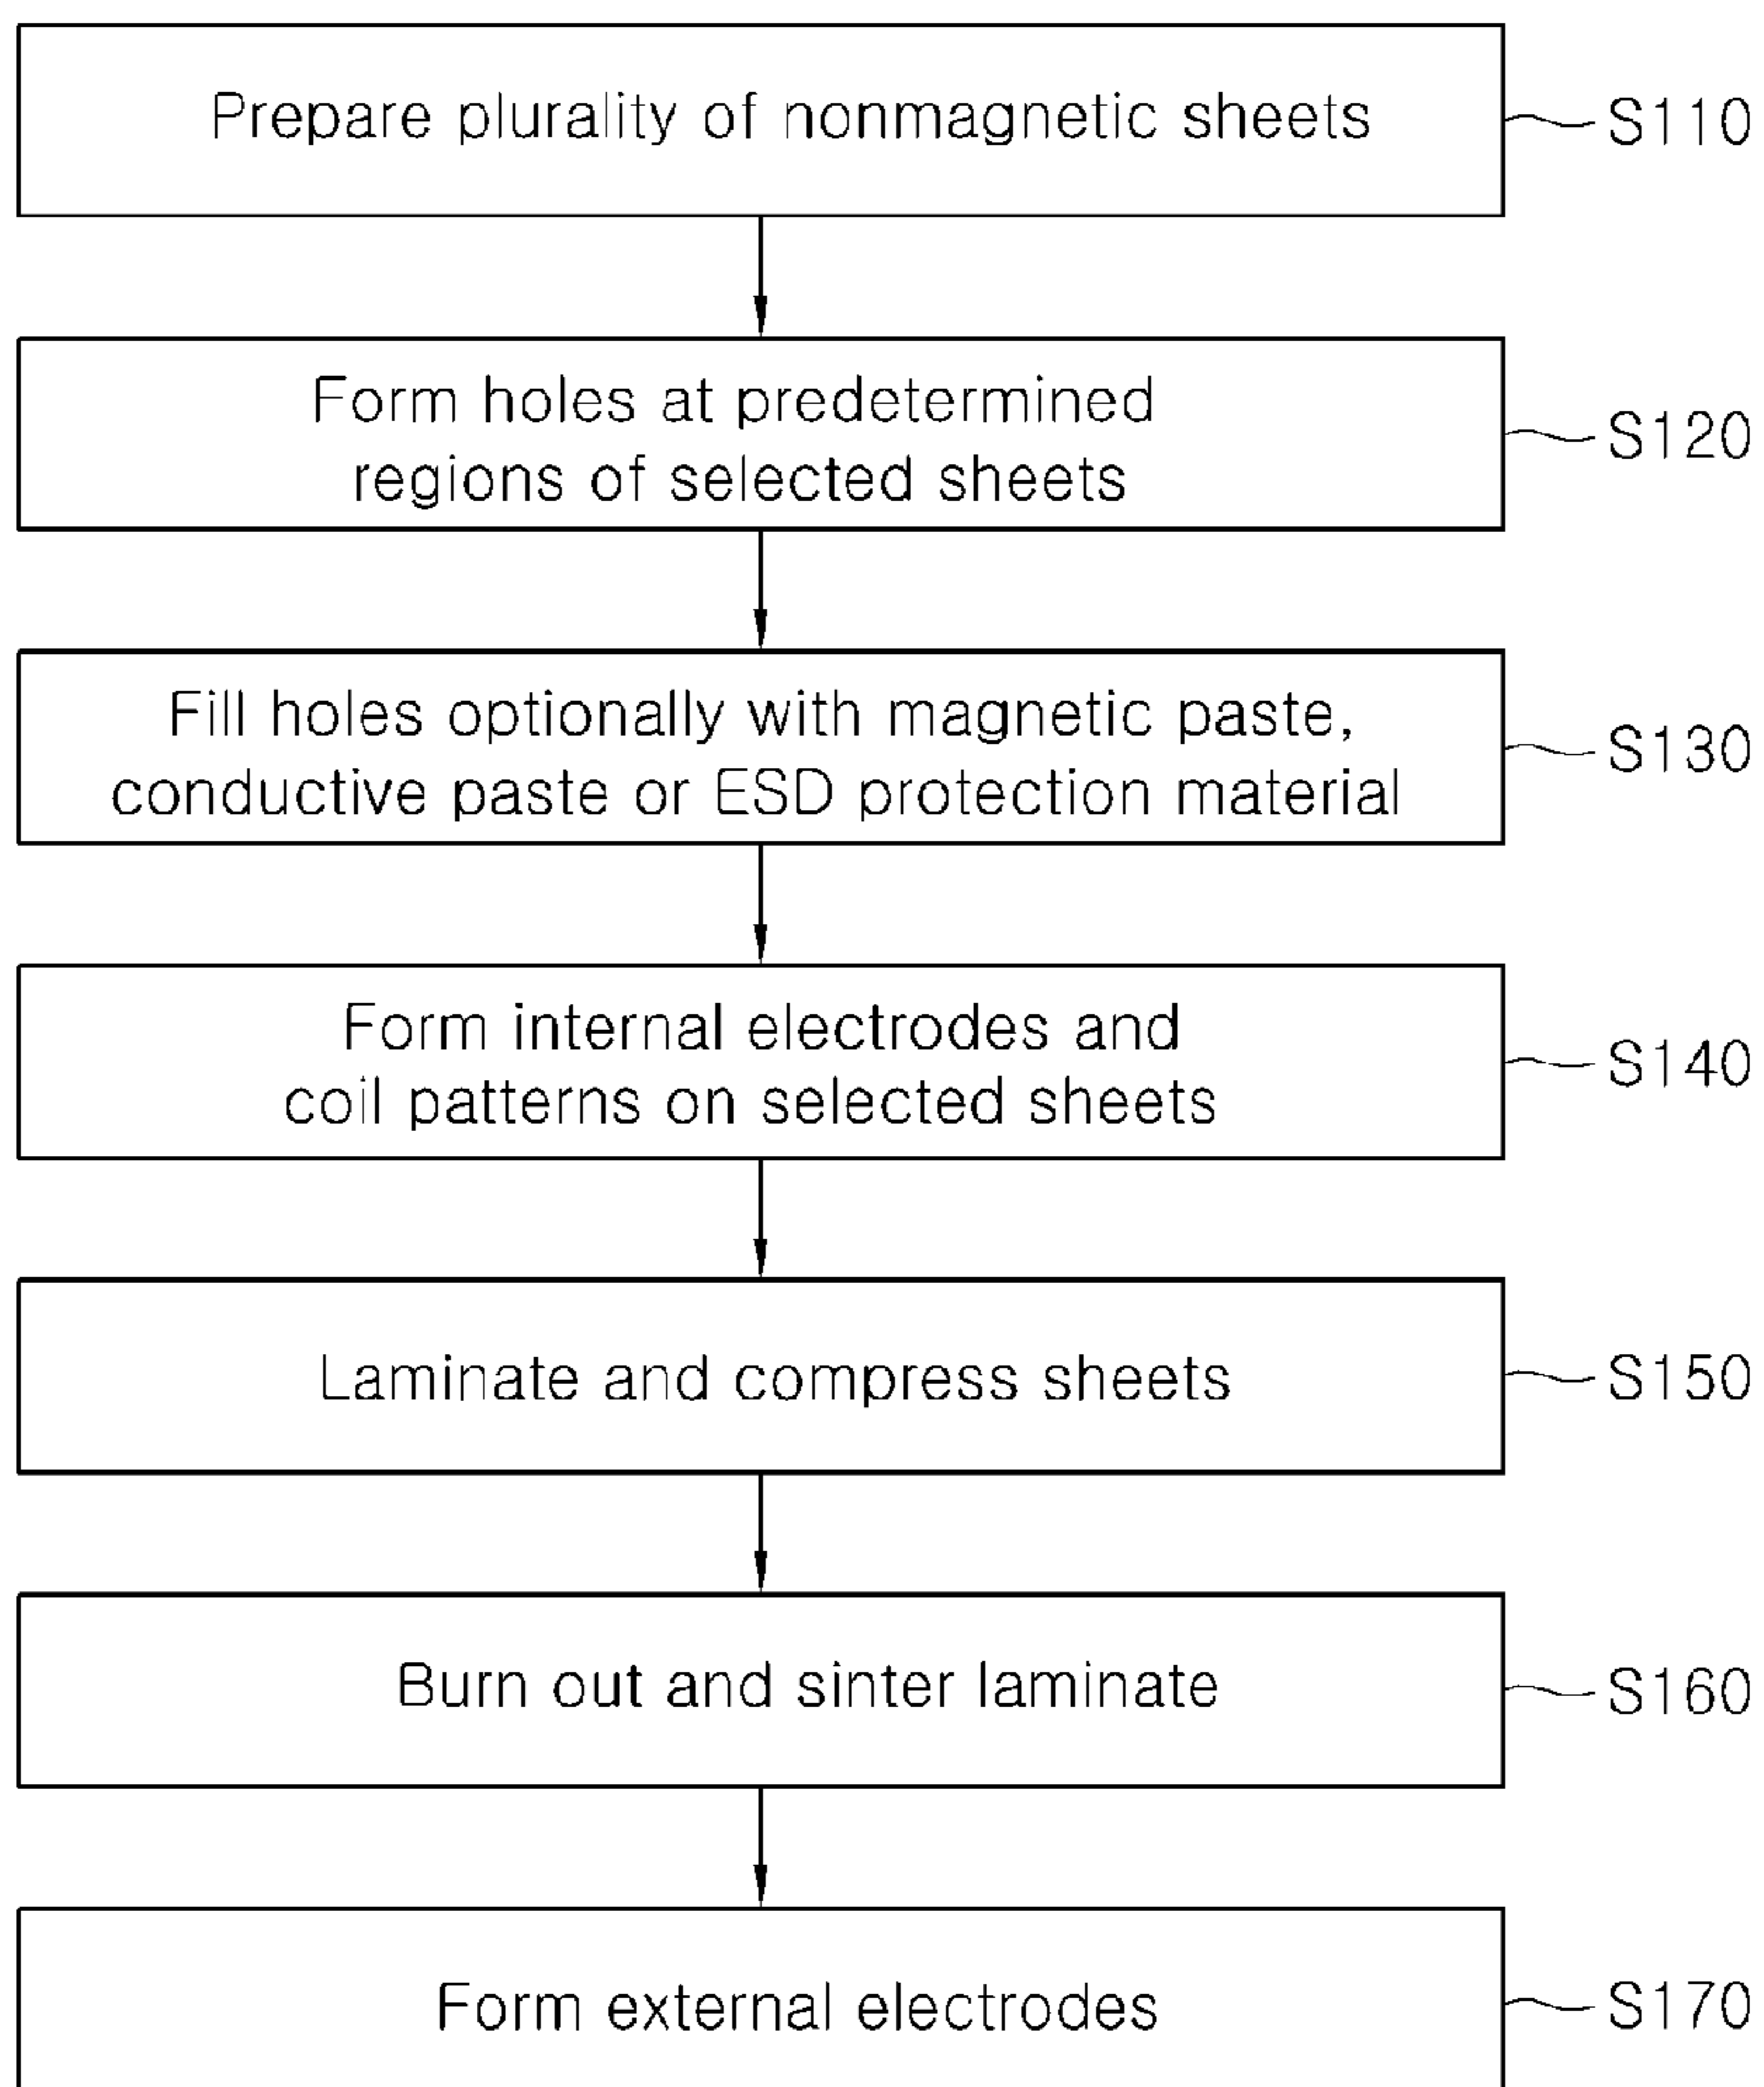 Prepare plurality of nonmagnetic sheets
S110
Form holes at predetermined
regions of selected sheets
S120
Fill holes optionally with magnetic paste,
conductive paste or ESD protection material
S130
Form internal electrodes and
coil patterns on selected sheets
S140
Laminate and compress sheets
S150
Burn out and sinter laminate
S160
Form external electrodes
S170